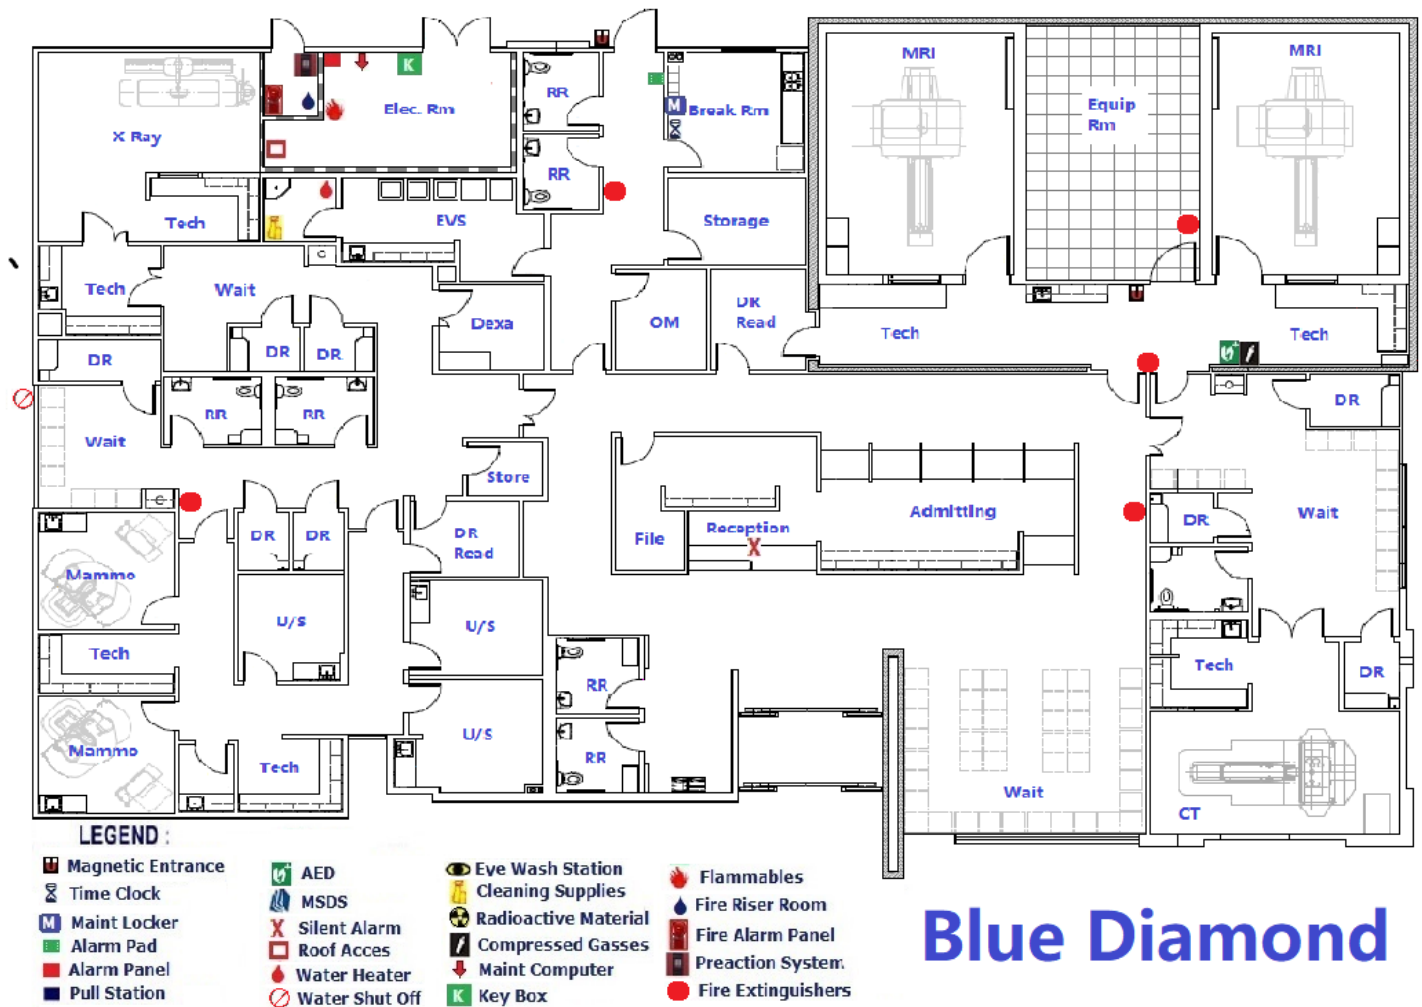 MRI
MRI
Equip
Rm
RR
Elec. Rm
K
M
Break Rm
X Ray
RR
Tech
EVS
Storage
Tech
Wait
Dexa
OM
DR
Read
Tech
Tech
DR
DR
DR
RR
RR
DR
Wait
Store
Wait
DR
DR
DR
DR
Read
File
Reception
X
Admitting
Mammo
U/S
U/S
Tech
Tech
DR
RR
Mammo
U/S
RR
Tech
Wait
CT
LEGEND :
Magnetic Entrance
Time Clock
M Maint Locker
Alarm Pad
Alarm Panel
Pull Station
AED
MSDS
X Silent Alarm
Roof Acces
Water Heater
Water Shut Off
Eye Wash Station
Cleaning Supplies
Radioactive Material
Compressed Gasses
Maint Computer
K Key Box
Flammables
Fire Riser Room
Fire Alarm Panel
Preaction System
Fire Extinguishers
Blue Diamond